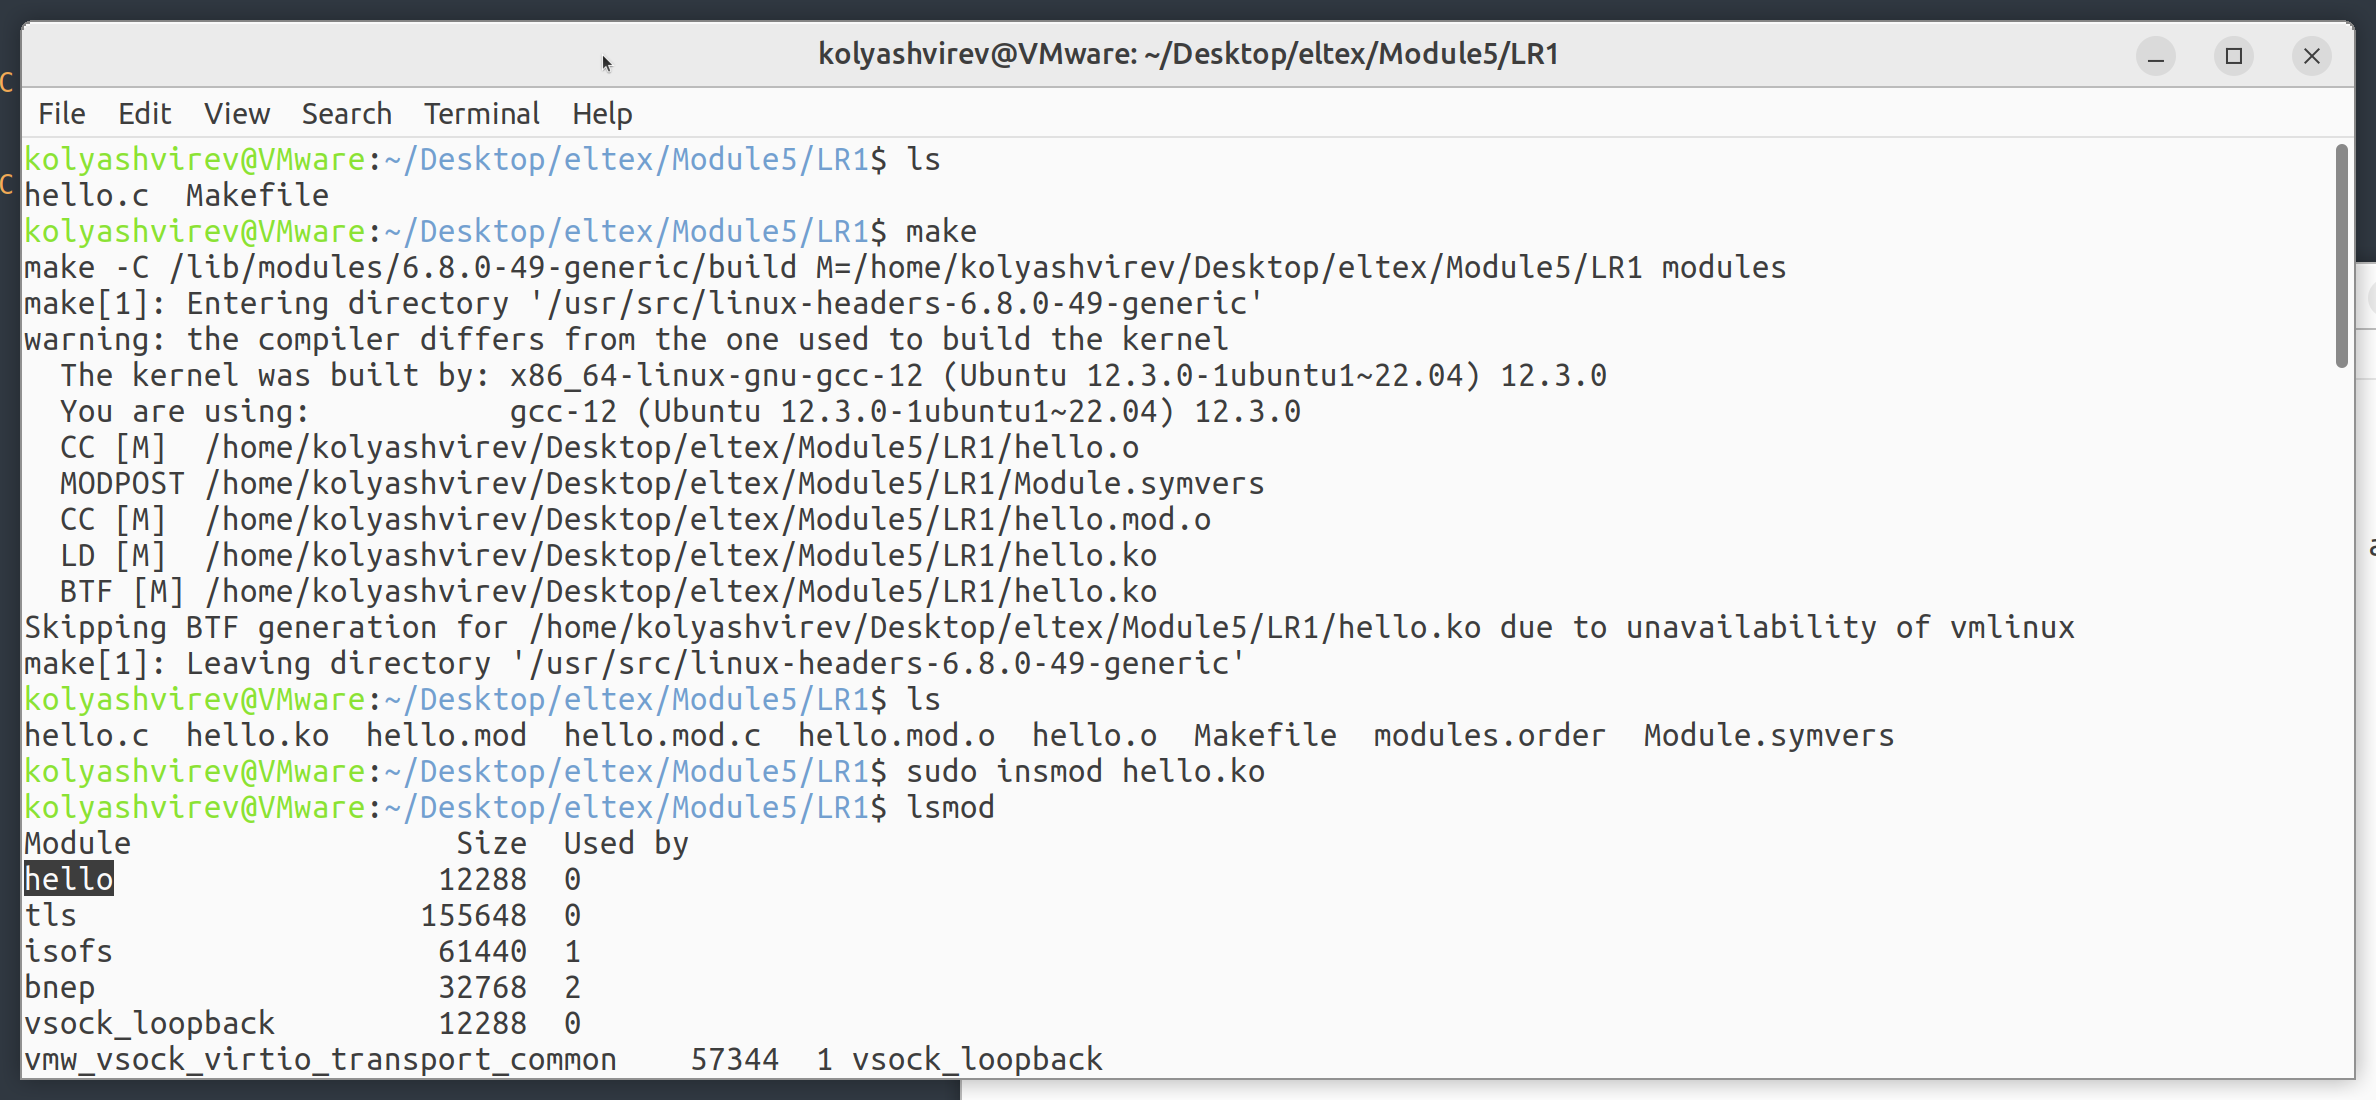 kolyashvirev@VMware: ~/Desktop/eltex/Module5/LR1
File Edit View Search Terminal Help
kolyashvirev@VMware:~/Desktop/eltex/Module5/LR1$ ls
hello.c  Makefile
kolyashvirev@VMware:~/Desktop/eltex/Module5/LR1$ make
make -C /lib/modules/6.8.0-49-generic/build M=/home/kolyashvirev/Desktop/eltex/Module5/LR1 modules
make[1]: Entering directory '/usr/src/linux-headers-6.8.0-49-generic'
warning: the compiler differs from the one used to build the kernel
  The kernel was built by: x86_64-linux-gnu-gcc-12 (Ubuntu 12.3.0-1ubuntu1~22.04) 12.3.0
  You are using:           gcc-12 (Ubuntu 12.3.0-1ubuntu1~22.04) 12.3.0
  CC [M]  /home/kolyashvirev/Desktop/eltex/Module5/LR1/hello.o
  MODPOST /home/kolyashvirev/Desktop/eltex/Module5/LR1/Module.symvers
  CC [M]  /home/kolyashvirev/Desktop/eltex/Module5/LR1/hello.mod.o
  LD [M]  /home/kolyashvirev/Desktop/eltex/Module5/LR1/hello.ko
  BTF [M] /home/kolyashvirev/Desktop/eltex/Module5/LR1/hello.ko
Skipping BTF generation for /home/kolyashvirev/Desktop/eltex/Module5/LR1/hello.ko due to unavailability of vmlinux
make[1]: Leaving directory '/usr/src/linux-headers-6.8.0-49-generic'
kolyashvirev@VMware:~/Desktop/eltex/Module5/LR1$ ls
hello.c  hello.ko  hello.mod  hello.mod.c  hello.mod.o  hello.o  Makefile  modules.order  Module.symvers
kolyashvirev@VMware:~/Desktop/eltex/Module5/LR1$ sudo insmod hello.ko
kolyashvirev@VMware:~/Desktop/eltex/Module5/LR1$ lsmod
Module                  Size  Used by
hello                  12288  0
tls                   155648  0
isofs                  61440  1
bnep                   32768  2
vsock_loopback         12288  0
vmw_vsock_virtio_transport_common    57344  1 vsock_loopback